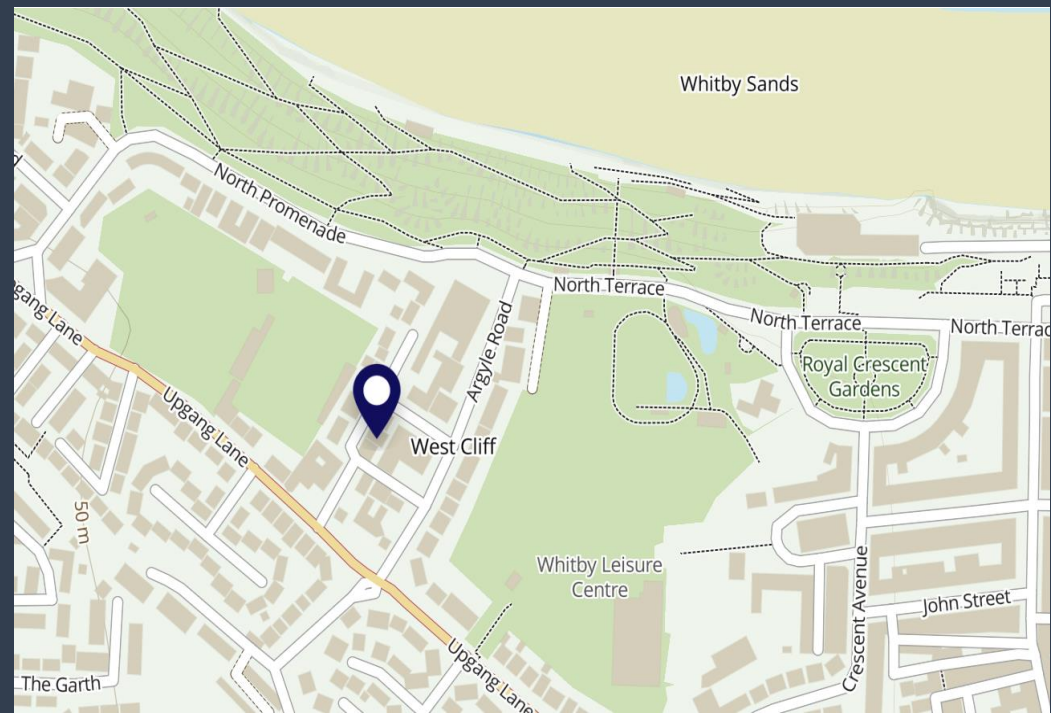 Whitby Sands
North Promenade
North Terrace
North Terrace
North Terrac
Argyle Road
Royal Crescent
Gardens
gang Lane
Upgang Lane
West Cliff
50 m
Whitby Leisure
Centre
Crescent Avenue
John Street
Upgang Lane
The Garth